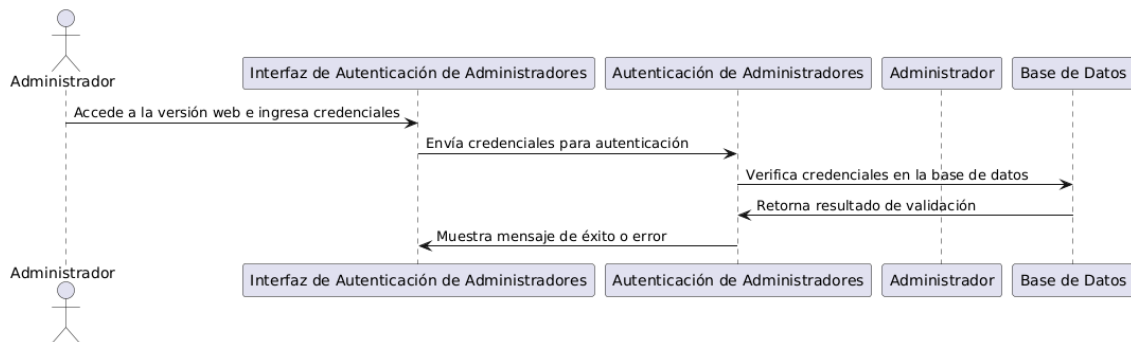 Administrador
Interfaz de Autenticación de Administradores
Autenticación de Administradores
Administrador
Base de Datos
Accede a la versión web e ingresa credenciales
Envía credenciales para autenticación
Verifica credenciales en la base de datos
Retorna resultado de validación
Muestra mensaje de éxito o error
Administrador
Interfaz de Autenticación de Administradores
Autenticación de Administradores
Administrador
Base de Datos